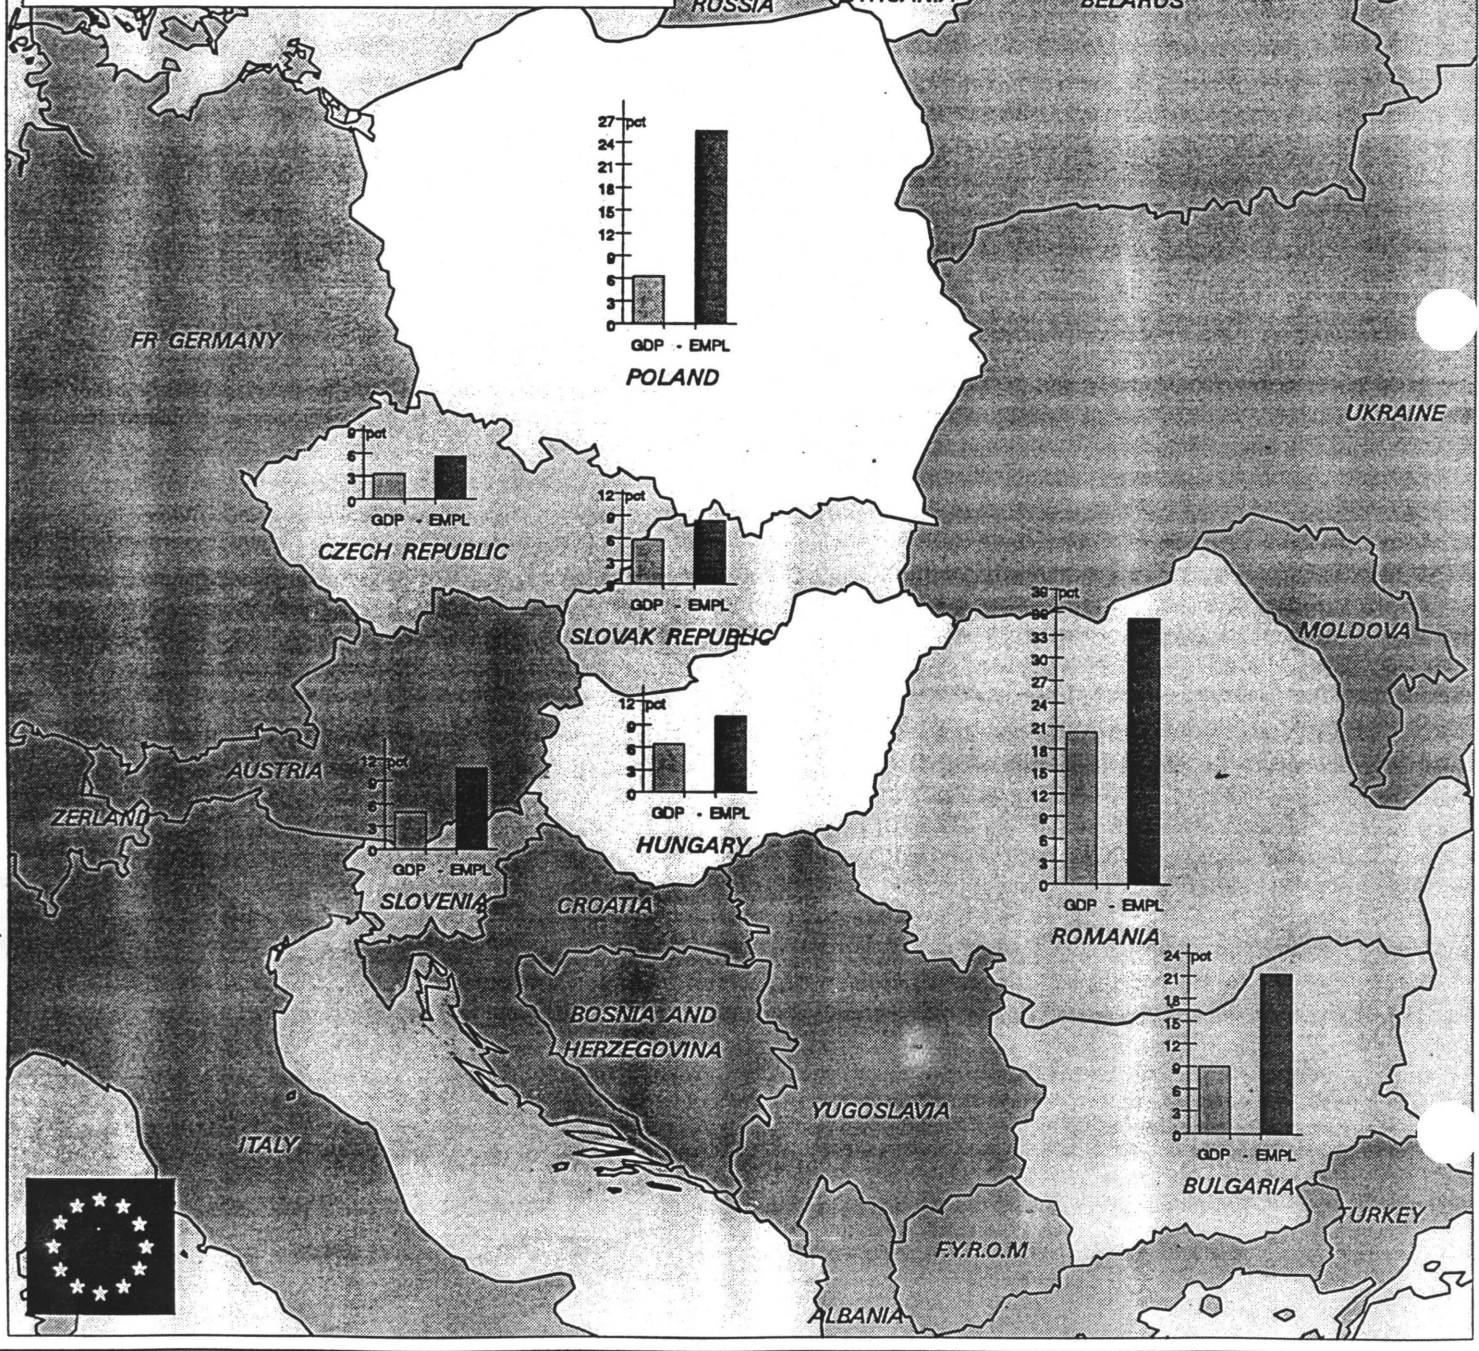 RUSSIA
BELARUS
27 pct
24
21
18
15
12
9
6
3
0
GDP - EMPL
POLAND
FR GERMANY
UKRAINE
9 pct
6
3
0
GDP - EMPL
CZECH REPUBLIC
12 pct
9
6
3
0
GDP - EMPL
SLOVAK REPUBLIC
39 pct
36
33
30
27
24
21
18
15
12
9
6
3
0
GDP - EMPL
ROMANIA
MOLDOVA
12 pct
9
6
3
0
GDP - EMPL
HUNGARY
AUSTRIA
ZERLAND
12 pct
9
6
3
0
GDP - EMPL
SLOVENIA
CROATIA
24 pct
21
18
15
12
9
6
3
0
GDP - EMPL
BULGARIA
BOSNIA AND
HERZEGOVINA
YUGOSLAVIA
ITALY
TURKEY
F.Y.R.O.M
ALBANIA